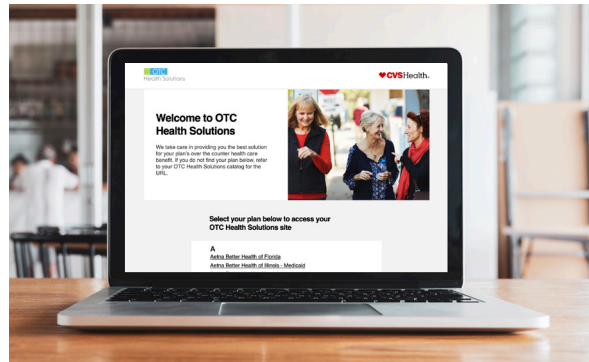 OTC
Health Solutions
CVSHealth.
Welcome to OTC
Health Solutions
We take care in providing you the best solution
for your plan's over the counter health care
benefit. If you do not find your plan below, refer
to your OTC Health Solutions catalog for the
URL.
Select your plan below to access your
OTC Health Solutions site
A
Aetna Better Health of Florida
Aetna Better Health of Illinois - Medicaid